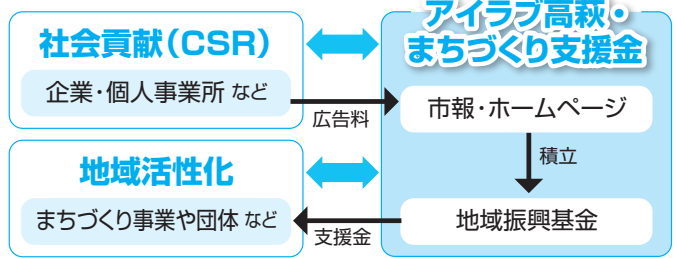 社会貢献(CSR)
企業・個人事業所 など
広告料
アイラブ高萩・
まちづくり支援金
市報・ホームページ
積立
地域振興基金
支援金
地域活性化
まちづくり事業や団体 など